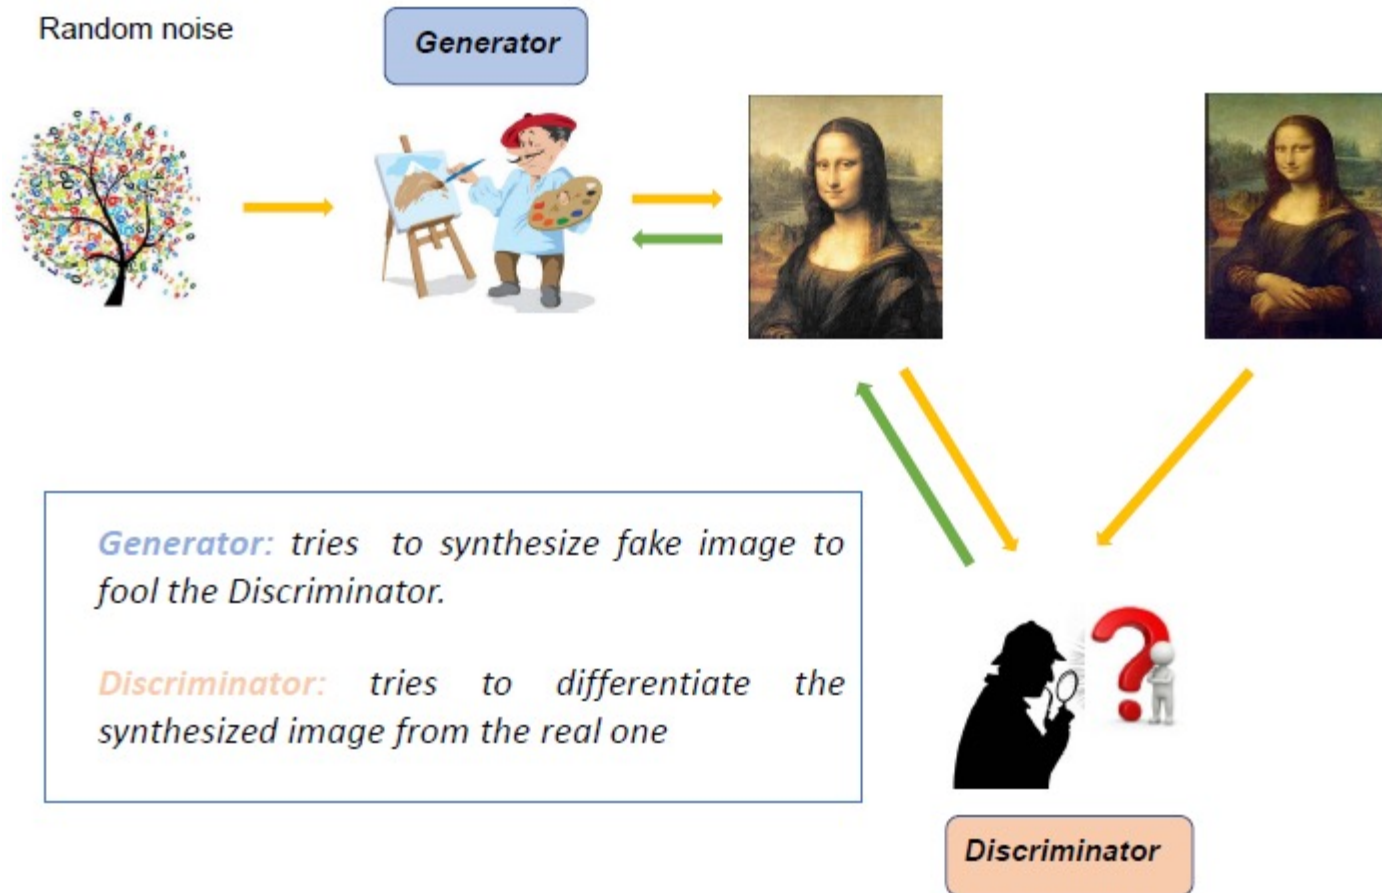 Random noise
Generator
Generator: tries to synthesize fake image to
fool the Discriminator.
Discriminator: tries to differentiate the
synthesized image from the real one
Discriminator